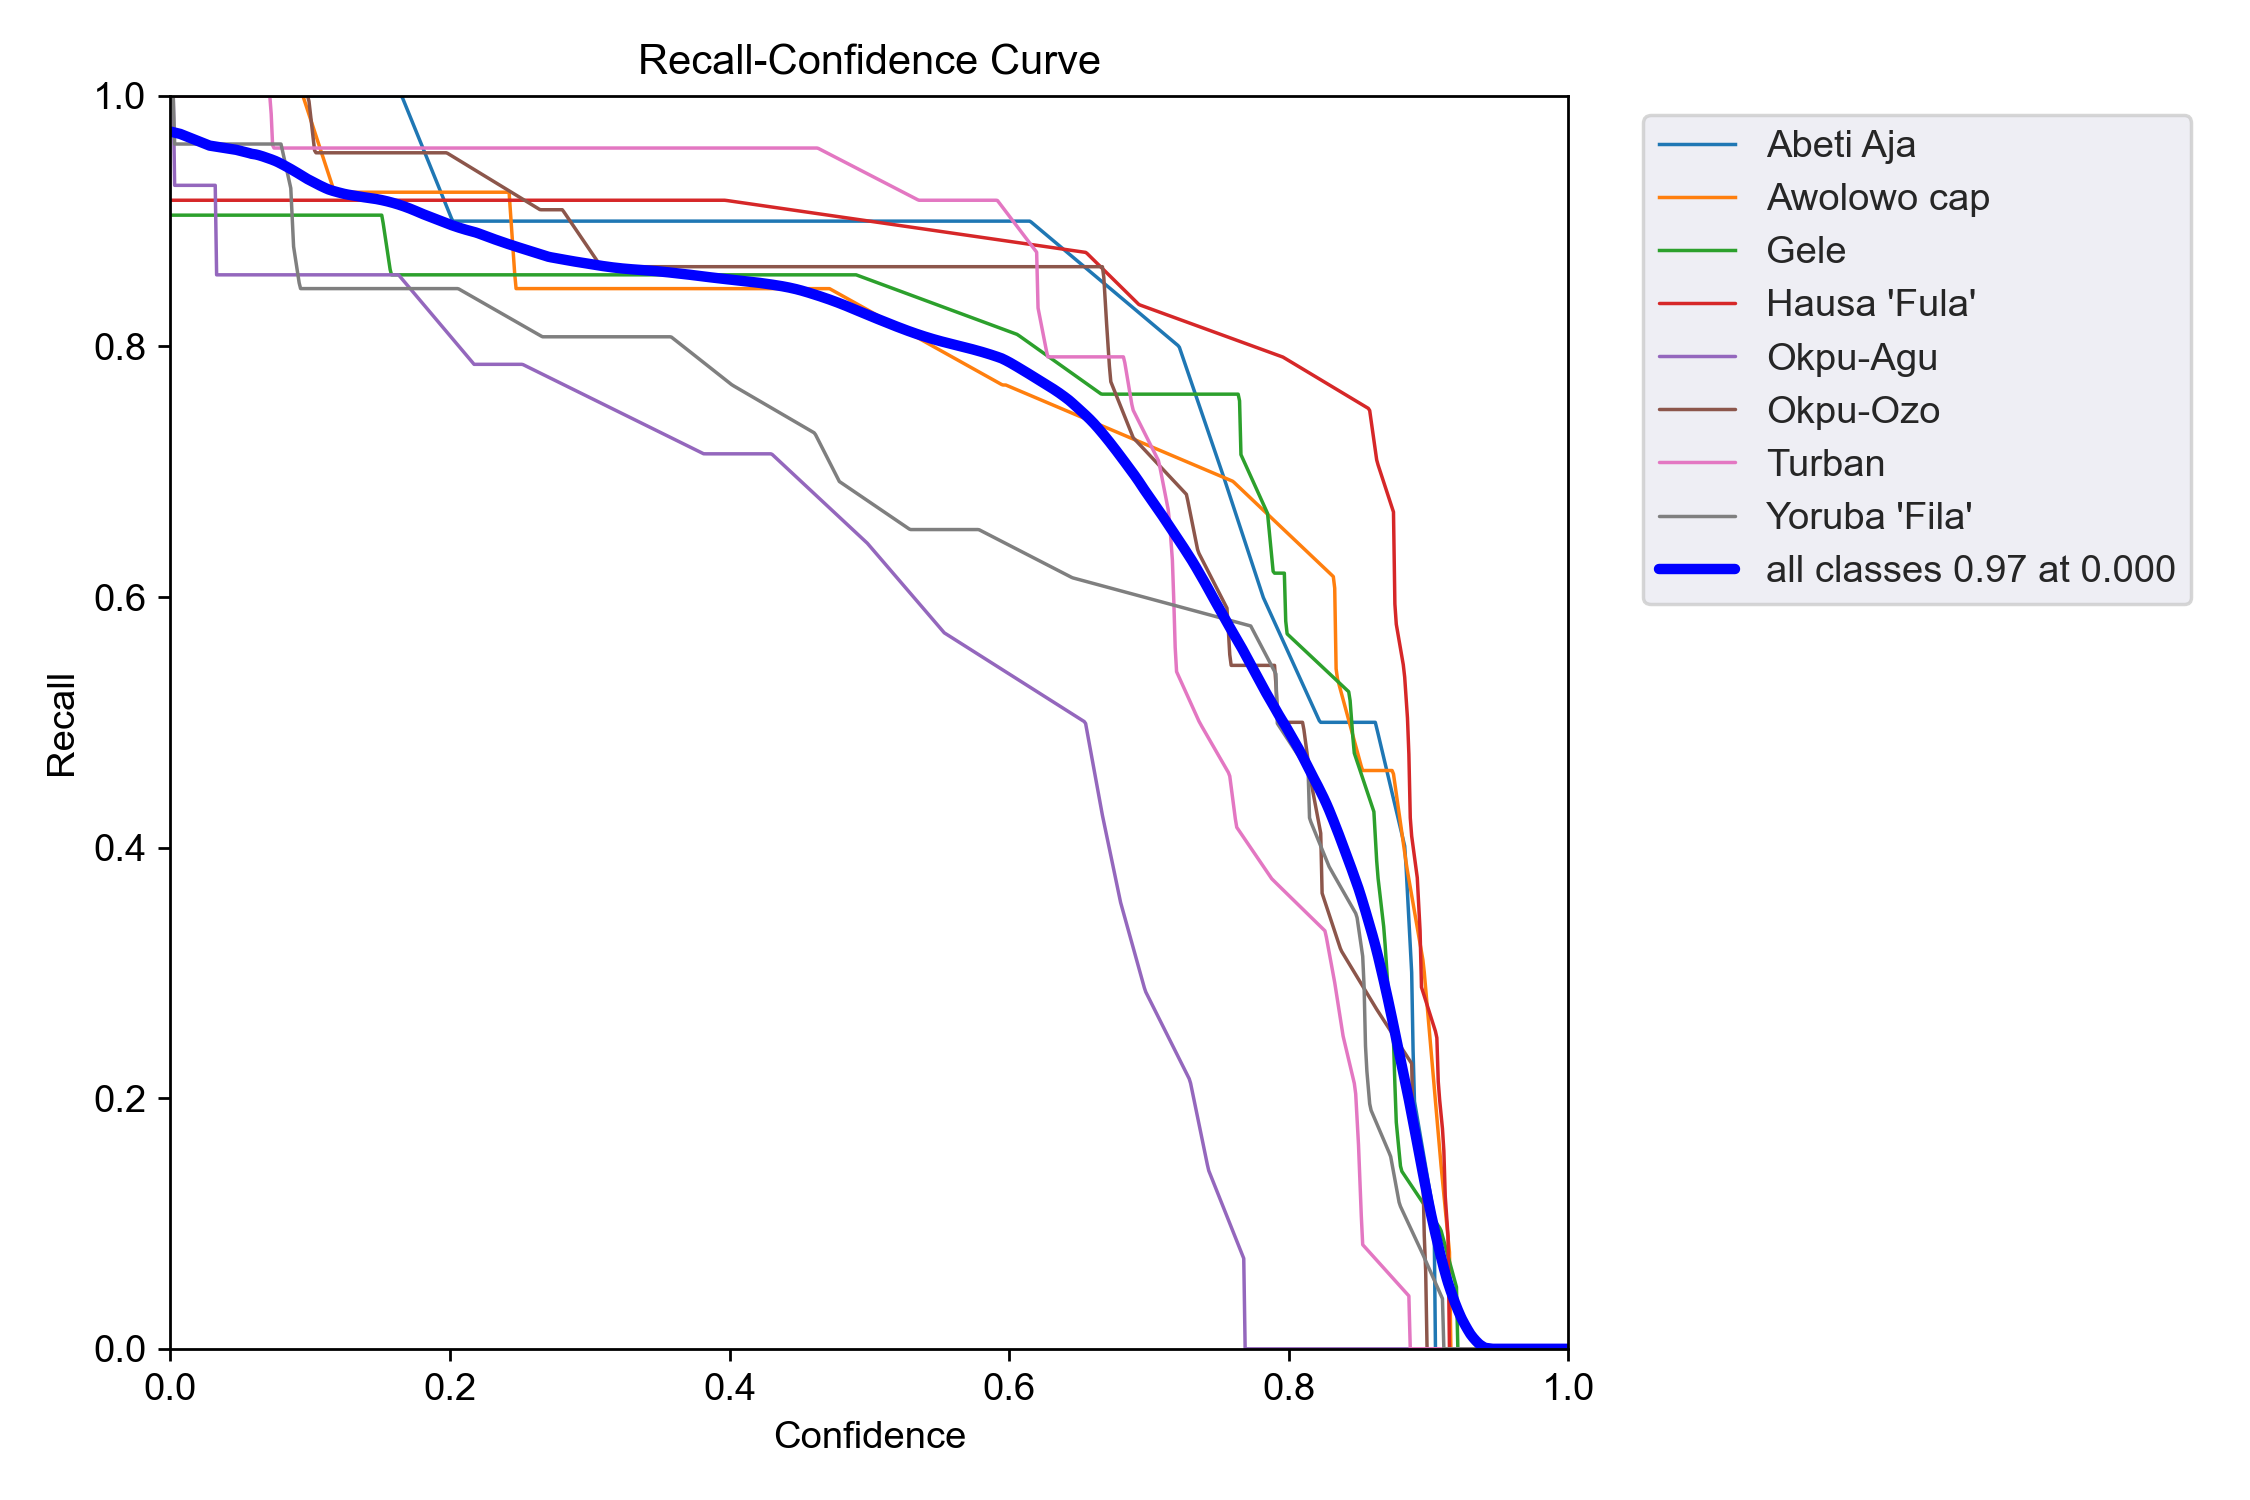 Recall-Confidence Curve
1.0
0.8
0.6
0.4
0.2
0.0
Recall
0.0 0.2 0.4 0.6 0.8 1.0
Confidence
Abeti Aja
Awolowo cap
Gele
Hausa 'Fula'
Okpu-Agu
Okpu-Ozo
Turban
Yoruba 'Fila'
all classes 0.97 at 0.000